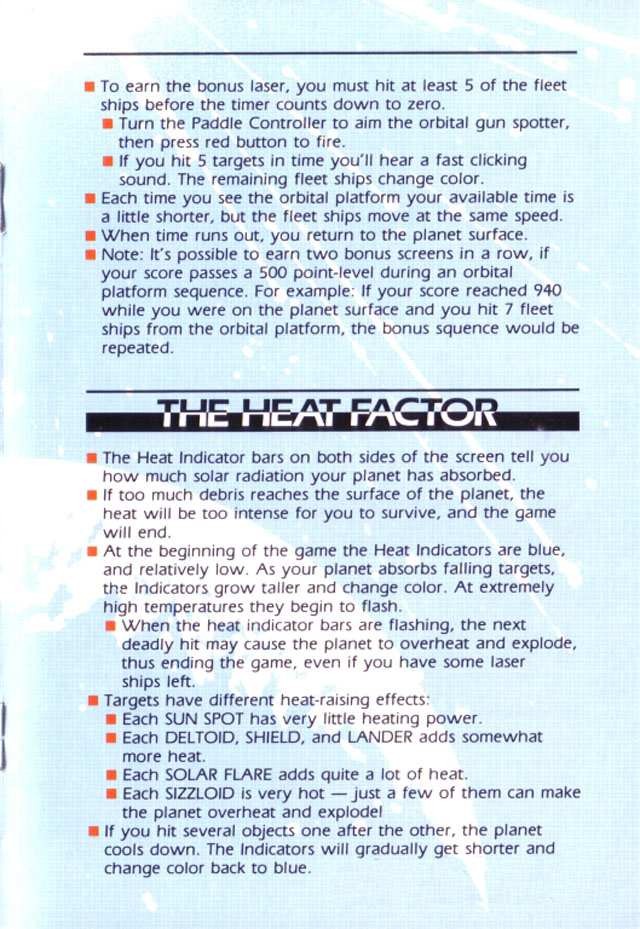 ■ To earn the bonus laser, you must hit at least 5 of the fleet
ships before the timer counts down to zero.
■ Turn the Paddle Controller to aim the orbital gun spotter,
then press red button to fire.
■ If you hit 5 targets in time you'll hear a fast clicking
sound. The remaining fleet ships change color.
■ Each time you see the orbital platform your available time is
a little shorter, but the fleet ships move at the same speed.
■ When time runs out, you return to the planet surface.
■ Note: It's possible to earn two bonus screens in a row, if
your score passes a 500 point-level during an orbital
platform sequence. For example: If your score reached 940
while you were on the planet surface and you hit 7 fleet
ships from the orbital platform, the bonus squence would be
repeated.
THE HEAT FACTOR
■ The Heat Indicator bars on both sides of the screen tell you
how much solar radiation your planet has absorbed.
■ If too much debris reaches the surface of the planet, the
heat will be too intense for you to survive, and the game
will end.
■ At the beginning of the game the Heat Indicators are blue,
and relatively low. As your planet absorbs falling targets,
the Indicators grow taller and change color. At extremely
high temperatures they begin to flash.
■ When the heat indicator bars are flashing, the next
deadly hit may cause the planet to overheat and explode,
thus ending the game, even if you have some laser
ships left.
■ Targets have different heat-raising effects:
■ Each SUN SPOT has very little heating power.
■ Each DELTOID, SHIELD, and LANDER adds somewhat
more heat.
■ Each SOLAR FLARE adds quite a lot of heat.
■ Each SIZZLOID is very hot — just a few of them can make
the planet overheat and explode!
■ If you hit several objects one after the other, the planet
cools down. The Indicators will gradually get shorter and
change color back to blue.